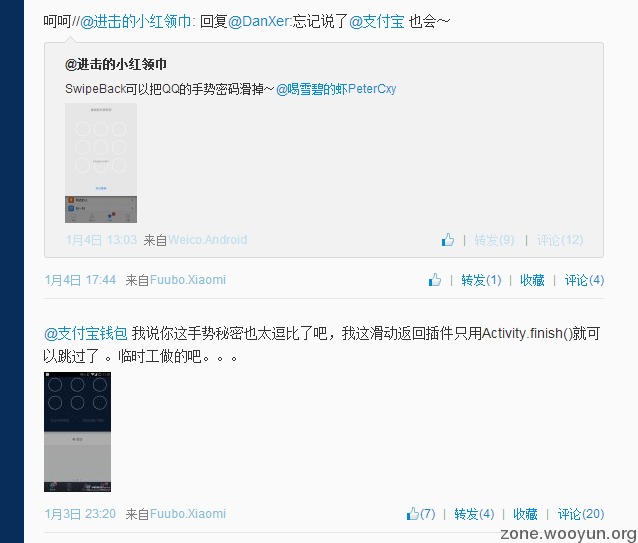 呵呵//@进击的小红领巾: 回复@DanXer:忘记说了@支付宝 也会～
@进击的小红领巾
SwipeBack可以把QQ的手势密码滑掉～@喝雪碧的虾PeterCxy
1月4日 13:03 来自Weico.Android
转发(9) | 评论(12)
1月4日 17:44 来自Fuubo.Xiaomi
| 转发(1) | 收藏 | 评论(4)
@支付宝钱包 我说你这手势秘密也太逗比了吧，我这滑动返回插件只用Activity.finish()就可
以跳过了 。临时工做的吧。。。
1月3日 23:20 来自Fuubo.Xiaomi
(7) | 转发(4) | 收藏 | 评论(20)
zone.wooyun.org